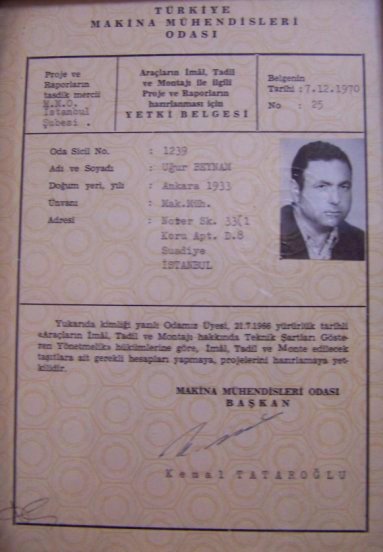 TÜRKİYE
MAKİNA MÜHENDİSLERİ
ODASI
Proje ve
Raporların
tasdik mercii
M.M.O.
İstanbul
Şubesi .
Araçların İmâl, Tadil
ve Montajı ile ilgili
Proje ve Raporların
hazırlanması için
YETKİ BELGESİ
Belgenin
Tarihi : 7.12.1970
No : 25
Oda Sicil No. : 1239
Adı ve Soyadı : Uğur BEYNAM
Doğum yeri, yılı : Ankara 1933
Ünvanı : Mak.Müh.
Adresi : Noter Sk. 33/1
Koru Apt. D.8
Suadiye
İSTANBUL
Yukarıda kimliği yazılı Odamız Üyesi, 21.7.1966 yürürlük tarihli
«Araçların İmâl, Tadil ve Montajı hakkında Teknik Şartları Göste-
ren Yönetmelik» hükümlerine göre, İmâl, Tadil ve Monte edilecek
taşıtlara ait gerekli hesapları yapmaya, projelerini hazırlamaya yet-
kilidir.
MAKİNA MÜHENDİSLERİ ODASI
BAŞKAN
Kemal TATAROĞLU